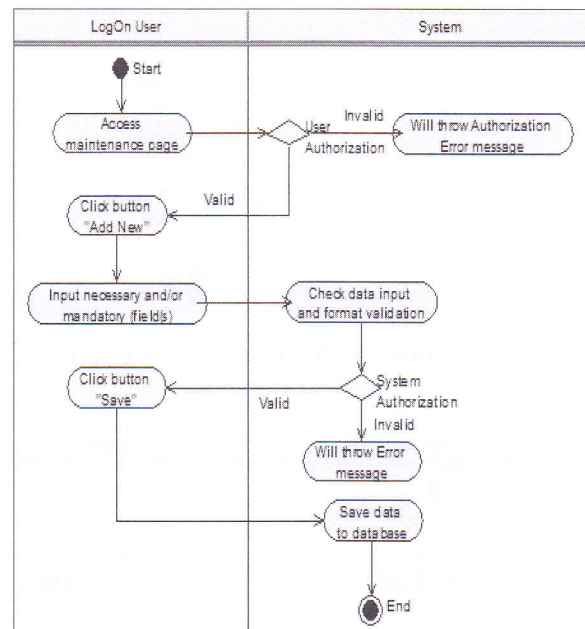 LogOn User
System
Start
Access
maintenance page
User
Authorization
Invalid
Will throw Authorization
Error message
Valid
Click button
"Add New"
Input necessary and/or
mandatory (field/s)
Check data input
and format validation
System
Authorization
Valid
Click button
"Save"
Invalid
Will throw Error
message
Save data
to database
End